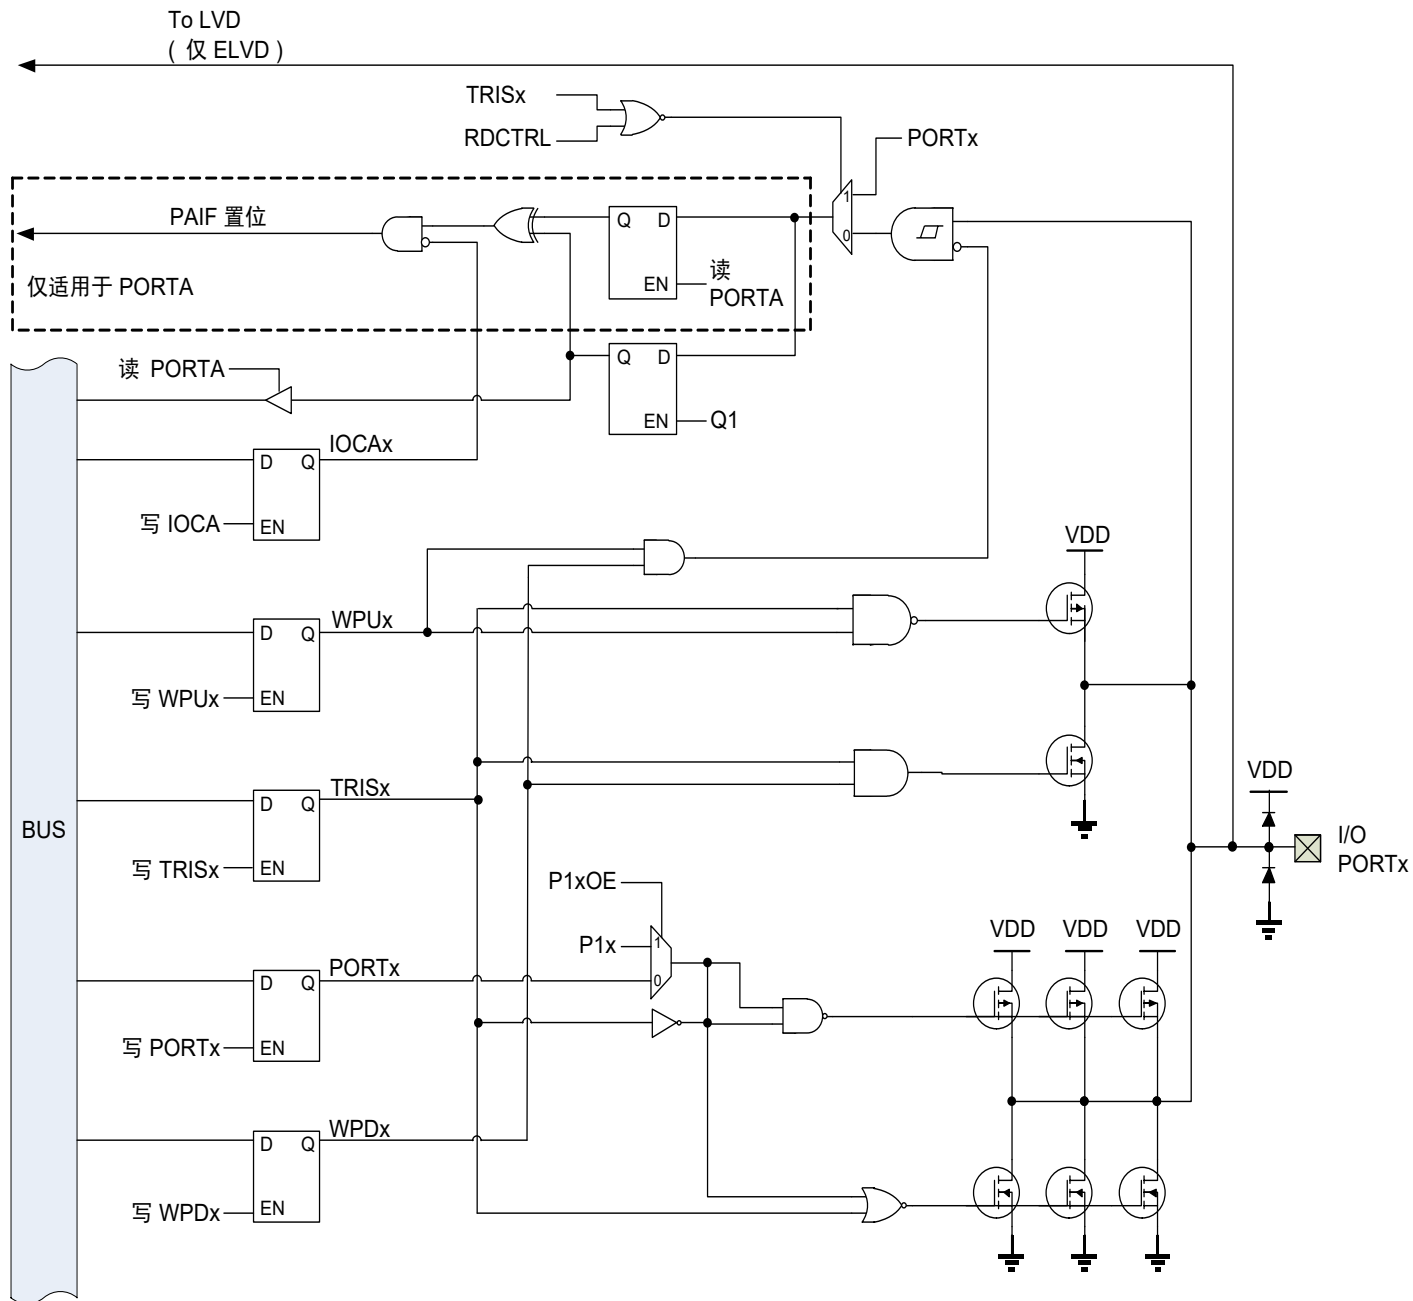 To LVD
( 仅 ELVD )
TRISx
RDCTRL
PORTx
1
0
PAIF 置位
Q D
EN
读
PORTA
仅适用于 PORTA
Q D
EN
Q1
读 PORTA
IOCAx
D Q
写 IOCA
EN
VDD
WPUx
D Q
写 WPUx
EN
TRISx
D Q
写 TRISx
EN
BUS
VDD
I/O
PORTx
P1xOE
P1x
1
0
VDD VDD VDD
PORTx
D Q
写 PORTx
EN
WPDx
D Q
写 WPDx
EN